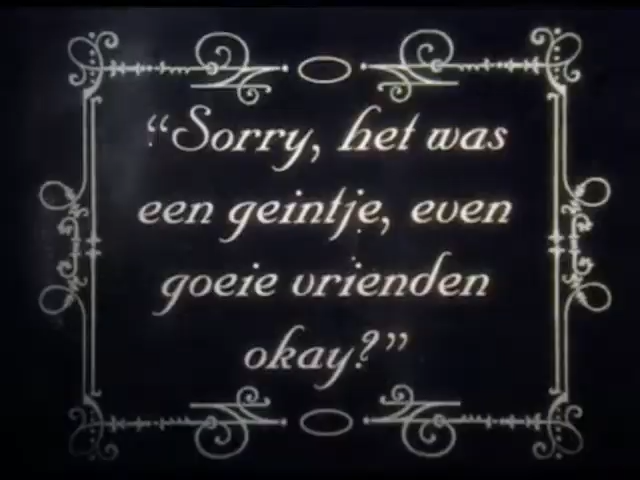 “Sorry, het was
een geintje, even
goeie vrienden
okay?”